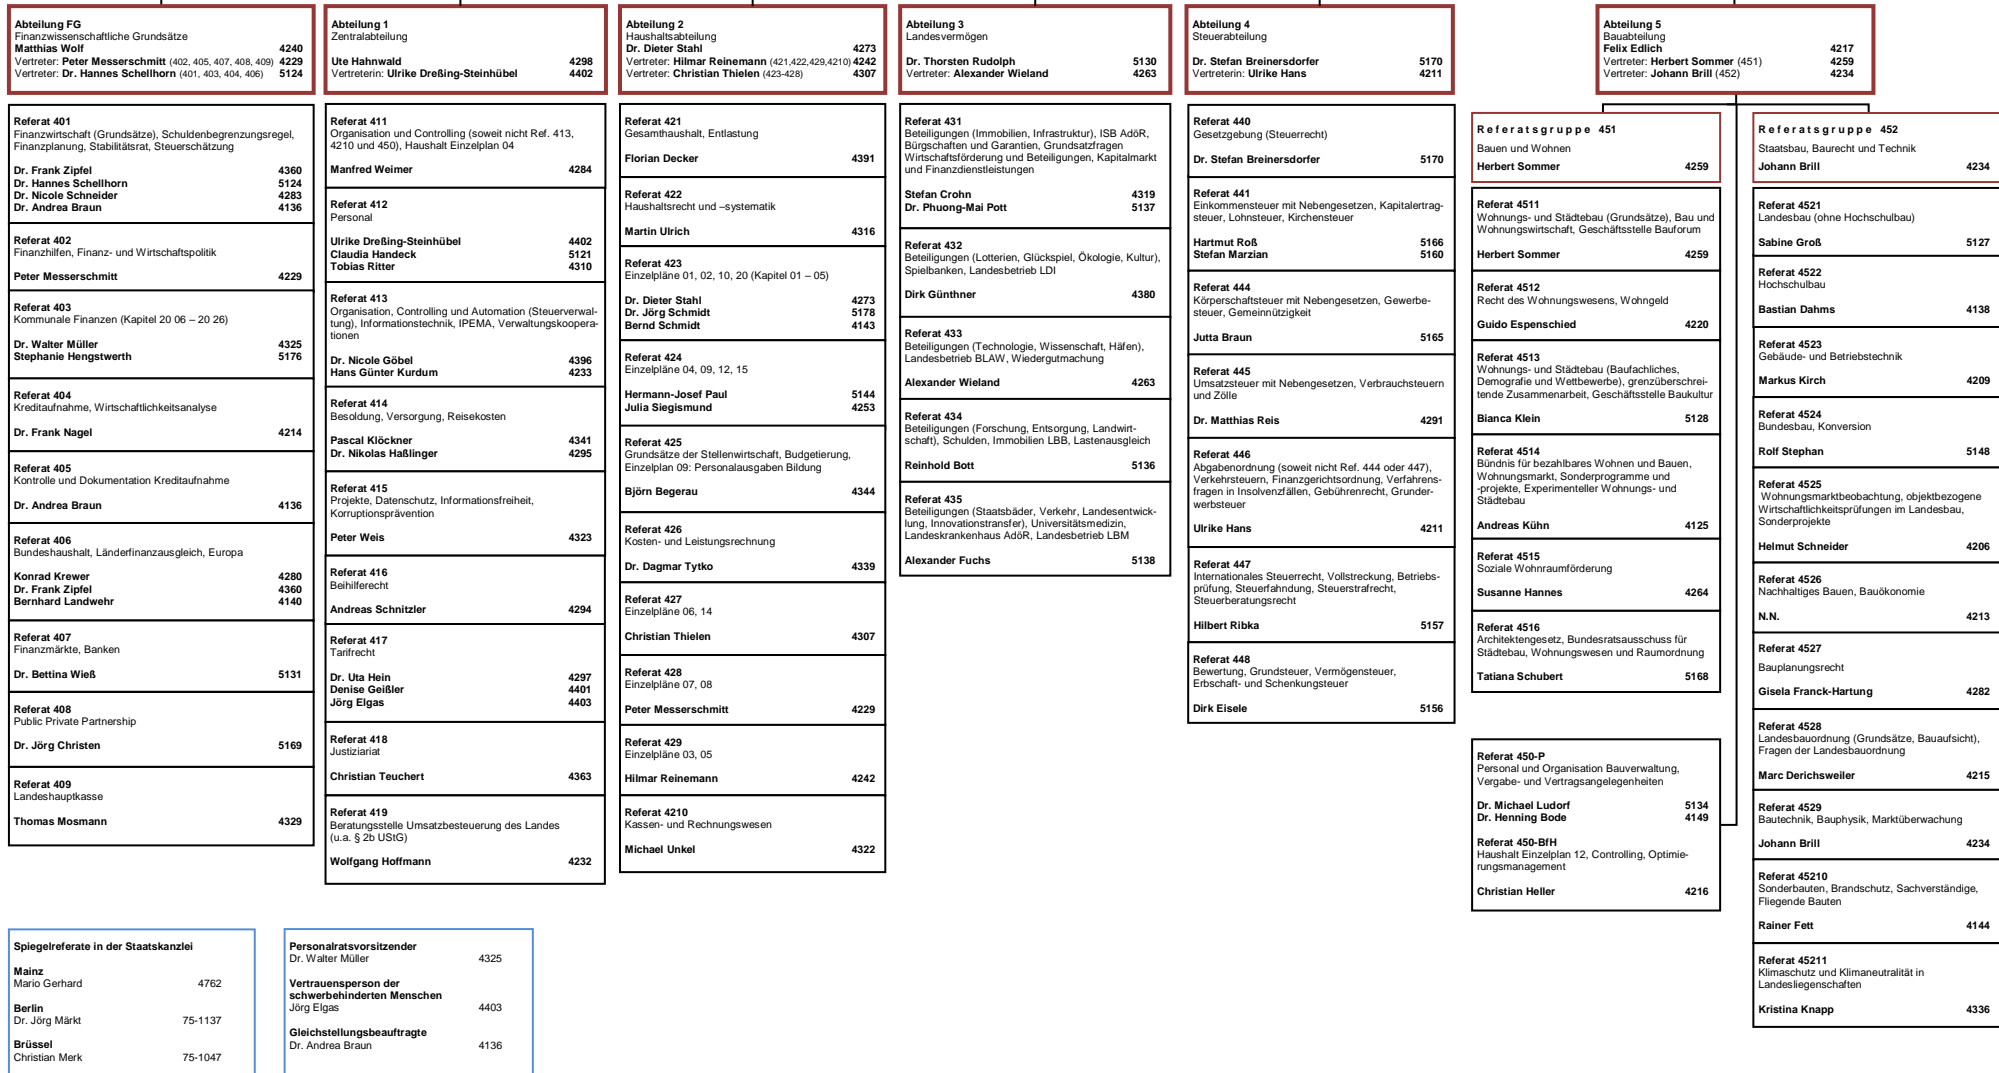 Abteilung FG
Finanzwissenschaftliche Grundsätze
Matthias Wolf 4240
Vertreter: Peter Messerschmitt (402, 405, 407, 408, 409) 4229
Vertreter: Dr. Hannes Schellhorn (401, 403, 404, 406) 5124
Referat 401
Finanzwirtschaft (Grundsätze), Schuldenbegrenzungsregel,
Finanzplanung, Stabilitätsrat, Steuerschätzung
Dr. Frank Zipfel 4360
Dr. Hannes Schellhorn 5124
Dr. Nicole Schneider 4283
Dr. Andrea Braun 4136
Referat 402
Finanzhilfen, Finanz- und Wirtschaftspolitik
Peter Messerschmitt 4229
Referat 403
Kommunale Finanzen (Kapitel 20 06 – 20 26)
Dr. Walter Müller 4325
Stephanie Hengstwerth 5176
Referat 404
Kreditaufnahme, Wirtschaftlichkeitsanalyse
Dr. Frank Nagel 4214
Referat 405
Kontrolle und Dokumentation Kreditaufnahme
Dr. Andrea Braun 4136
Referat 406
Bundeshaushalt, Länderfinanzausgleich, Europa
Konrad Krewer 4280
Dr. Frank Zipfel 4360
Bernhard Landwehr 4140
Referat 407
Finanzmärkte, Banken
Dr. Bettina Wieß 5131
Referat 408
Public Private Partnership
Dr. Jörg Christen 5169
Referat 409
Landeshauptkasse
Thomas Mosmann 4329
Abteilung 1
Zentralabteilung
Ute Hahnwald 4298
Vertreterin: Ulrike Dreßing-Steinhübel 4402
Referat 411
Organisation und Controlling (soweit nicht Ref. 413,
4210 und 450), Haushalt Einzelplan 04
Manfred Weimer 4284
Referat 412
Personal
Ulrike Dreßing-Steinhübel 4402
Claudia Handeck 5121
Tobias Ritter 4310
Referat 413
Organisation, Controlling und Automation (Steuerverwal-
tung), Informationstechnik, IPEMA, Verwaltungskoopera-
tionen
Dr. Nicole Göbel 4396
Hans Günter Kurdum 4233
Referat 414
Besoldung, Versorgung, Reisekosten
Pascal Klöckner 4341
Dr. Nikolas Haßlinger 4295
Referat 415
Projekte, Datenschutz, Informationsfreiheit,
Korruptionsprävention
Peter Weis 4323
Referat 416
Beihilferecht
Andreas Schnitzler 4294
Referat 417
Tarifrecht
Dr. Uta Hein 4297
Denise Geißler 4401
Jörg Elgas 4403
Referat 418
Justiziariat
Christian Teuchert 4363
Referat 419
Beratungsstelle Umsatzbesteuerung des Landes
(u.a. § 2b UStG)
Wolfgang Hoffmann 4232
Abteilung 2
Haushaltsabteilung
Dr. Dieter Stahl 4273
Vertreter: Hilmar Reinemann (421,422,429,4210) 4242
Vertreter: Christian Thielen (423-428) 4307
Referat 421
Gesamthaushalt, Entlastung
Florian Decker 4391
Referat 422
Haushaltsrecht und –systematik
Martin Ulrich 4316
Referat 423
Einzelpläne 01, 02, 10, 20 (Kapitel 01 – 05)
Dr. Dieter Stahl 4273
Dr. Jörg Schmidt 5178
Bernd Schmidt 4143
Referat 424
Einzelpläne 04, 09, 12, 15
Hermann-Josef Paul 5144
Julia Siegismund 4253
Referat 425
Grundsätze der Stellenwirtschaft, Budgetierung,
Einzelplan 09: Personalausgaben Bildung
Björn Begerau 4344
Referat 426
Kosten- und Leistungsrechnung
Dr. Dagmar Tytko 4339
Referat 427
Einzelpläne 06, 14
Christian Thielen 4307
Referat 428
Einzelpläne 07, 08
Peter Messerschmitt 4229
Referat 429
Einzelpläne 03, 05
Hilmar Reinemann 4242
Referat 4210
Kassen- und Rechnungswesen
Michael Unkel 4322
Abteilung 3
Landesvermögen
Dr. Thorsten Rudolph 5130
Vertreter: Alexander Wieland 4263
Referat 431
Beteiligungen (Immobilien, Infrastruktur), ISB AdöR,
Bürgschaften und Garantien, Grundsatzfragen
Wirtschaftsförderung und Beteiligungen, Kapitalmarkt
und Finanzdienstleistungen
Stefan Crohn 4319
Dr. Phuong-Mai Pott 5137
Referat 432
Beteiligungen (Lotterien, Glückspiel, Ökologie, Kultur),
Spielbanken, Landesbetrieb LDI
Dirk Günthner 4380
Referat 433
Beteiligungen (Technologie, Wissenschaft, Häfen),
Landesbetrieb BLAW, Wiedergutmachung
Alexander Wieland 4263
Referat 434
Beteiligungen (Forschung, Entsorgung, Landwirt-
schaft), Schulden, Immobilien LBB, Lastenausgleich
Reinhold Bott 5136
Referat 435
Beteiligungen (Staatsbäder, Verkehr, Landesentwick-
lung, Innovationstransfer), Universitätsmedizin,
Landeskrankenhaus AdöR, Landesbetrieb LBM
Alexander Fuchs 5138
Abteilung 4
Steuerabteilung
Dr. Stefan Breinersdorfer 5170
Vertreterin: Ulrike Hans 4211
Referat 440
Gesetzgebung (Steuerrecht)
Dr. Stefan Breinersdorfer 5170
Referat 441
Einkommensteuer mit Nebengesetzen, Kapitalertrag-
steuer, Lohnsteuer, Kirchensteuer
Hartmut Roß 5166
Stefan Marzian 5160
Referat 444
Körperschaftsteuer mit Nebengesetzen, Gewerbe-
steuer, Gemeinnützigkeit
Jutta Braun 5165
Referat 445
Umsatzsteuer mit Nebengesetzen, Verbrauchsteuern
und Zölle
Dr. Matthias Reis 4291
Referat 446
Abgabenordnung (soweit nicht Ref. 444 oder 447),
Verkehrsteuern, Finanzgerichtsordnung, Verfahrens-
fragen in Insolvenzfällen, Gebührenrecht, Grunder-
werbsteuer
Ulrike Hans 4211
Referat 447
Internationales Steuerrecht, Vollstreckung, Betriebs-
prüfung, Steuerfahndung, Steuerstrafrecht,
Steuerberatungsrecht
Hilbert Ribka 5157
Referat 448
Bewertung, Grundsteuer, Vermögensteuer,
Erbschaft- und Schenkungsteuer
Dirk Eisele 5156
Abteilung 5
Bauabteilung
Felix Edlich 4217
Vertreter: Herbert Sommer (451) 4259
Vertreter: Johann Brill (452) 4234
Referatsgruppe 451
Bauen und Wohnen
Herbert Sommer 4259
Referat 4511
Wohnungs- und Städtebau (Grundsätze), Bau und
Wohnungswirtschaft, Geschäftsstelle Bauforum
Herbert Sommer 4259
Referat 4512
Recht des Wohnungswesens, Wohngeld
Guido Espenschied 4220
Referat 4513
Wohnungs- und Städtebau (Baufachliches,
Demografie und Wettbewerbe), grenzüberschrei-
tende Zusammenarbeit, Geschäftsstelle Baukultur
Bianca Klein 5128
Referat 4514
Bündnis für bezahlbares Wohnen und Bauen,
Wohnungsmarkt, Sonderprogramme und
-projekte, Experimenteller Wohnungs- und
Städtebau
Andreas Kühn 4125
Referat 4515
Soziale Wohnraumförderung
Susanne Hannes 4264
Referat 4516
Architektengesetz, Bundesratsausschuss für
Städtebau, Wohnungswesen und Raumordnung
Tatiana Schubert 5168
Referat 450-P
Personal und Organisation Bauverwaltung,
Vergabe- und Vertragsangelegenheiten
Dr. Michael Ludorf 5134
Dr. Henning Bode 4149
Referat 450-BfH
Haushalt Einzelplan 12, Controlling, Optimie-
rungsmanagement
Christian Heller 4216
Referatsgruppe 452
Staatsbau, Baurecht und Technik
Johann Brill 4234
Referat 4521
Landesbau (ohne Hochschulbau)
Sabine Groß 5127
Referat 4522
Hochschulbau
Bastian Dahms 4138
Referat 4523
Gebäude- und Betriebstechnik
Markus Kirch 4209
Referat 4524
Bundesbau, Konversion
Rolf Stephan 5148
Referat 4525
Wohnungsmarktbeobachtung, objektbezogene
Wirtschaftlichkeitsprüfungen im Landesbau,
Sonderprojekte
Helmut Schneider 4206
Referat 4526
Nachhaltiges Bauen, Bauökonomie
N.N. 4213
Referat 4527
Bauplanungsrecht
Gisela Franck-Hartung 4282
Referat 4528
Landesbauordnung (Grundsätze, Bauaufsicht),
Fragen der Landesbauordnung
Marc Derichsweiler 4215
Referat 4529
Bautechnik, Bauphysik, Marktüberwachung
Johann Brill 4234
Referat 45210
Sonderbauten, Brandschutz, Sachverständige,
Fliegende Bauten
Rainer Fett 4144
Referat 45211
Klimaschutz und Klimaneutralität in
Landesliegenschaften
Kristina Knapp 4336
Spiegelreferate in der Staatskanzlei
Mainz
Mario Gerhard 4762
Berlin
Dr. Jörg Märkt 75-1137
Brüssel
Christian Merk 75-1047
Personalratsvorsitzender
Dr. Walter Müller 4325
Vertrauensperson der
schwerbehinderten Menschen
Jörg Elgas 4403
Gleichstellungsbeauftragte
Dr. Andrea Braun 4136